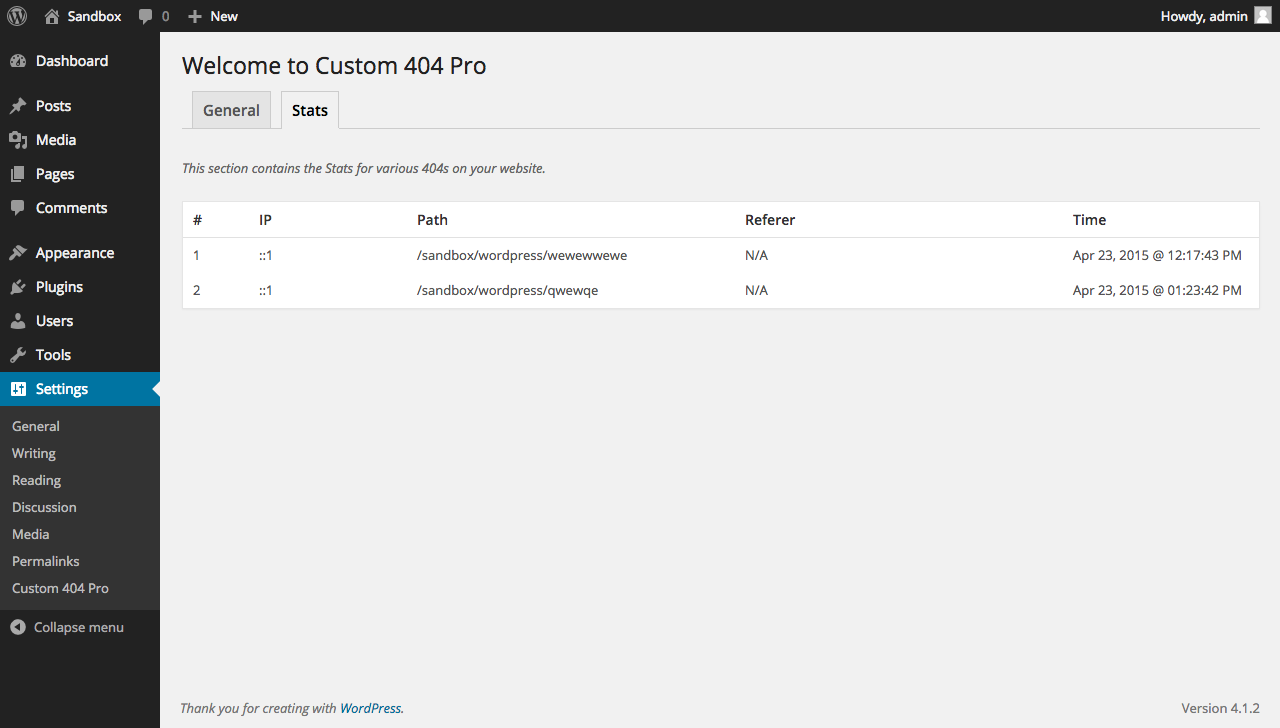 Sandbox 0 New Howdy, admin
Dashboard
Posts
Media
Pages
Comments
Appearance
Plugins
Users
Tools
Settings
General
Writing
Reading
Discussion
Media
Permalinks
Custom 404 Pro
Collapse menu
Welcome to Custom 404 Pro
General Stats
This section contains the Stats for various 404s on your website.
# IP Path Referer Time
1 ::1 /sandbox/wordpress/wewewwewe N/A Apr 23, 2015 @ 12:17:43 PM
2 ::1 /sandbox/wordpress/qwewqe N/A Apr 23, 2015 @ 01:23:42 PM
Thank you for creating with WordPress. Version 4.1.2